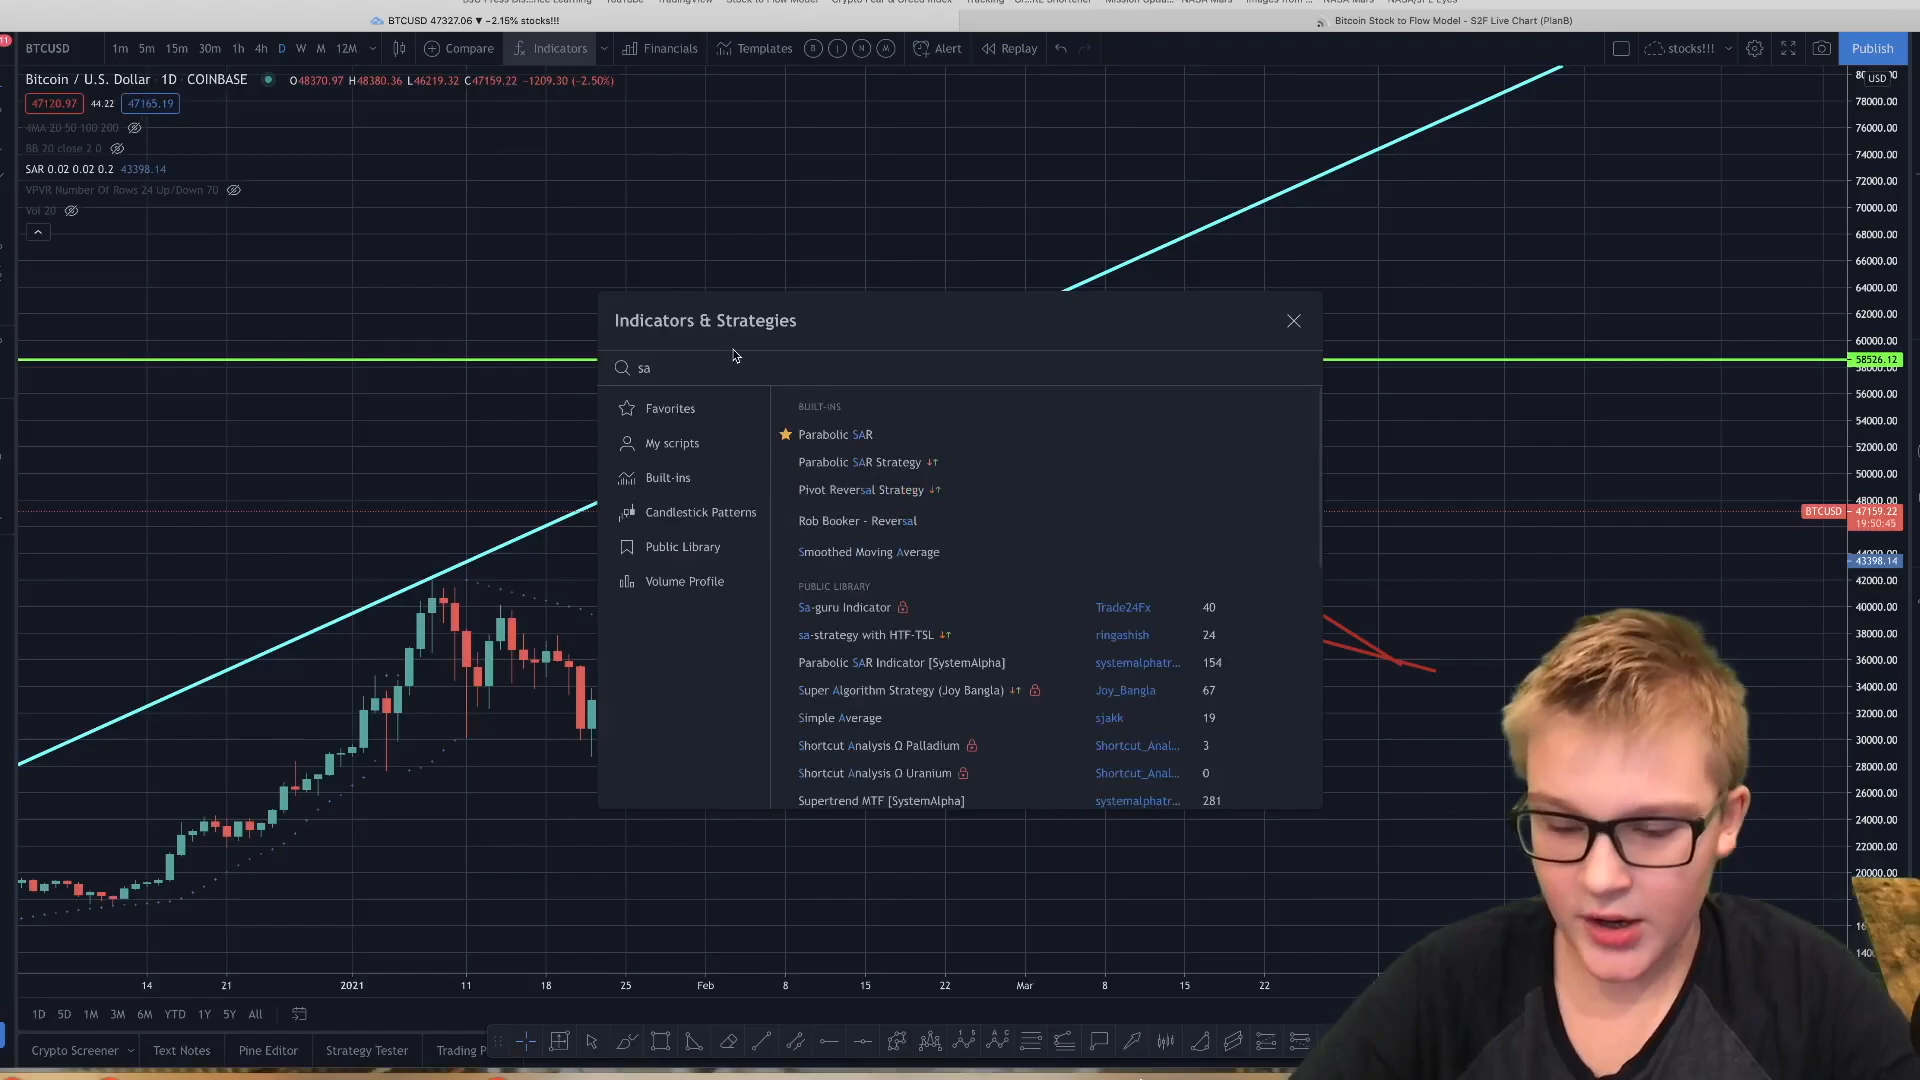 BTCUSD 47327.06 ▼ −2.15% stocks!!!
Bitcoin Stock to Flow Model - S2F Live Chart (PlanB)
11
BTCUSD 1m 5m 15m 30m 1h 4h D W M 12M Compare Indicators Financials Templates B I N M Alert Replay stocks!!! Publish
Bitcoin / U.S. Dollar 1D COINBASE O48370.97 H48380.36 L46219.32 C47159.22 −1209.30 (−2.50%)
47120.97 44.22 47165.19
4MA 20 50 100 200
BB 20 close 2 0
SAR 0.02 0.02 0.2 43398.14
VPVR Number Of Rows 24 Up/Down 70
Vol 20
Indicators & Strategies
sa
Favorites
My scripts
Built-ins
Candlestick Patterns
Public Library
Volume Profile
BUILT-INS
Parabolic SAR
Parabolic SAR Strategy
Pivot Reversal Strategy
Rob Booker - Reversal
Smoothed Moving Average
PUBLIC LIBRARY
Sa-guru Indicator Trade24Fx 40
sa-strategy with HTF-TSL ringashish 24
Parabolic SAR Indicator [SystemAlpha] systemalphatr... 154
Super Algorithm Strategy (Joy Bangla) Joy_Bangla 67
Simple Average sjakk 19
Shortcut Analysis Ω Palladium Shortcut_Anal... 3
Shortcut Analysis Ω Uranium Shortcut_Anal... 0
Supertrend MTF [SystemAlpha] systemalphatr... 281
USD
78000.00
76000.00
74000.00
72000.00
70000.00
68000.00
66000.00
64000.00
62000.00
60000.00
58526.12
58000.00
56000.00
54000.00
52000.00
50000.00
48000.00
BTCUSD 47159.22
19:50:45
44000.00
43398.14
42000.00
40000.00
38000.00
36000.00
34000.00
32000.00
30000.00
28000.00
26000.00
24000.00
22000.00
20000.00
14 21 2021 11 18 25 Feb 8 15 22 Mar 8 15 22
1D 5D 1M 3M 6M YTD 1Y 5Y All
Crypto Screener Text Notes Pine Editor Strategy Tester Trading P